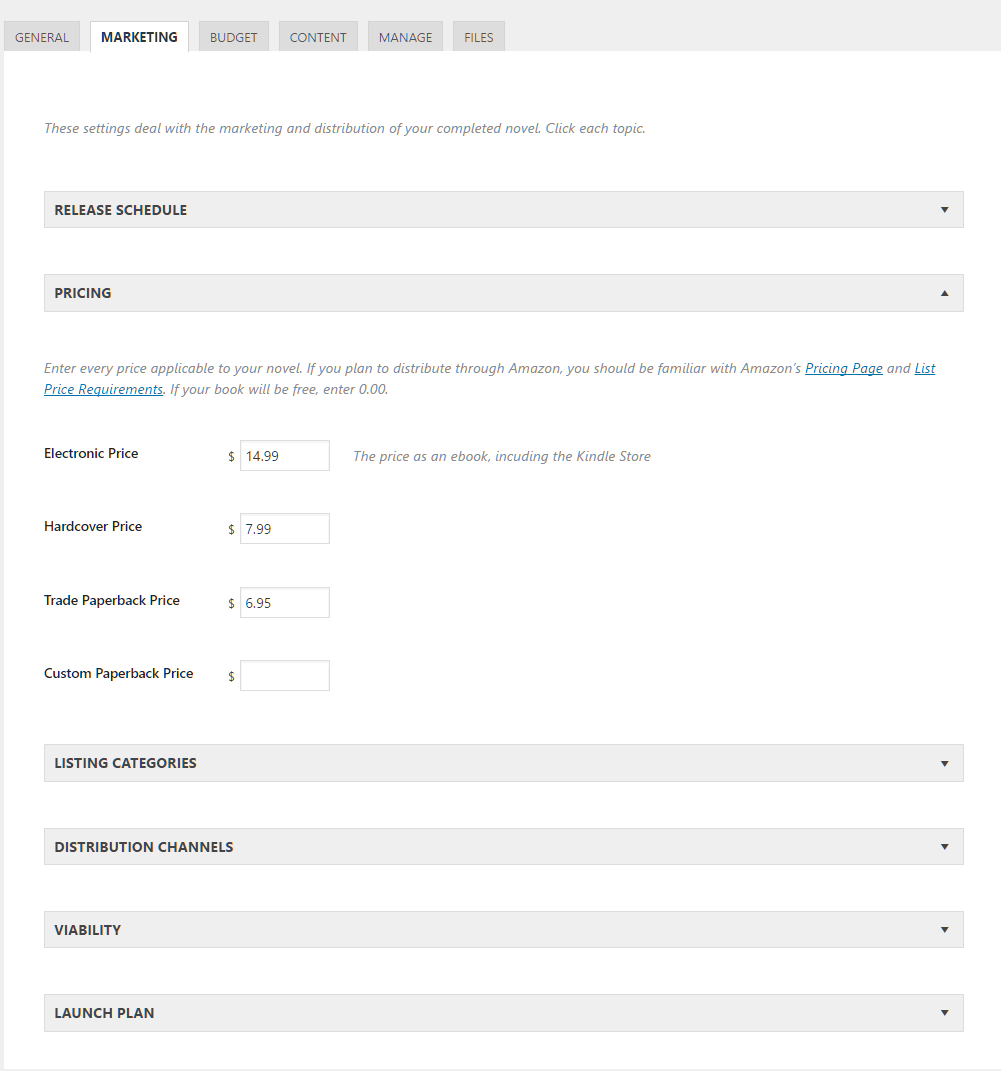 GENERAL MARKETING BUDGET CONTENT MANAGE FILES
These settings deal with the marketing and distribution of your completed novel. Click each topic.
RELEASE SCHEDULE
PRICING
Enter every price applicable to your novel. If you plan to distribute through Amazon, you should be familiar with Amazon's Pricing Page and List
Price Requirements. If your book will be free, enter 0.00.
Electronic Price $ 14.99 The price as an ebook, incuding the Kindle Store
Hardcover Price $ 7.99
Trade Paperback Price $ 6.95
Custom Paperback Price $
LISTING CATEGORIES
DISTRIBUTION CHANNELS
VIABILITY
LAUNCH PLAN